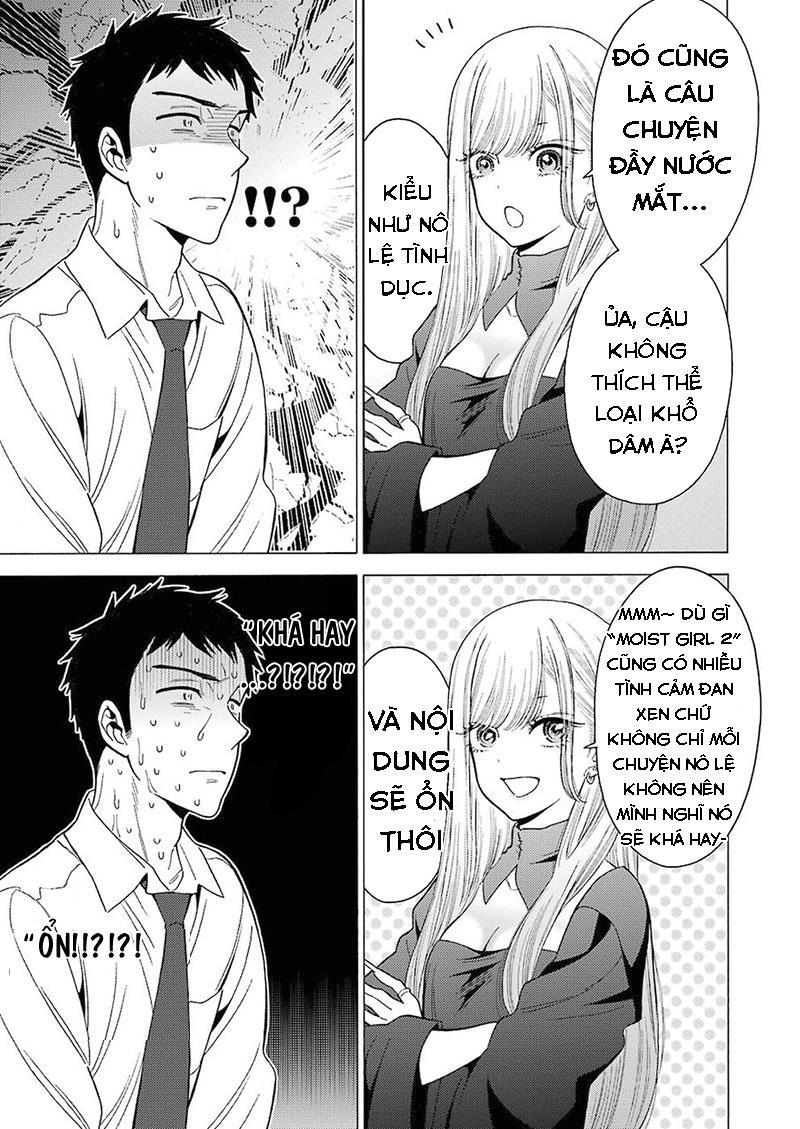 ĐÓ CŨNG
LÀ CÂU
CHUYỆN
ĐẦY NƯỚC
MẮT...
KIỂU
NHƯ NÔ
LỆ TÌNH
DỤC.
ỦA, CẬU
KHÔNG
THÍCH THỂ
LOẠI KHỔ
DÂM À?
!!?
MMM~ DÙ GÌ
"MOIST GIRL 2"
CŨNG CÓ NHIỀU
TÌNH CẢM ĐAN
XEN CHỨ
KHÔNG CHỈ MỖI
CHUYỆN NÔ LỆ
KHÔNG NÊN
MÌNH NGHĨ NÓ
SẼ KHÁ HAY-
VÀ NỘI
DUNG
SẼ ỔN
THÔI
"KHÁ HAY
...?!?!?!"
"ỔN!!?!?!